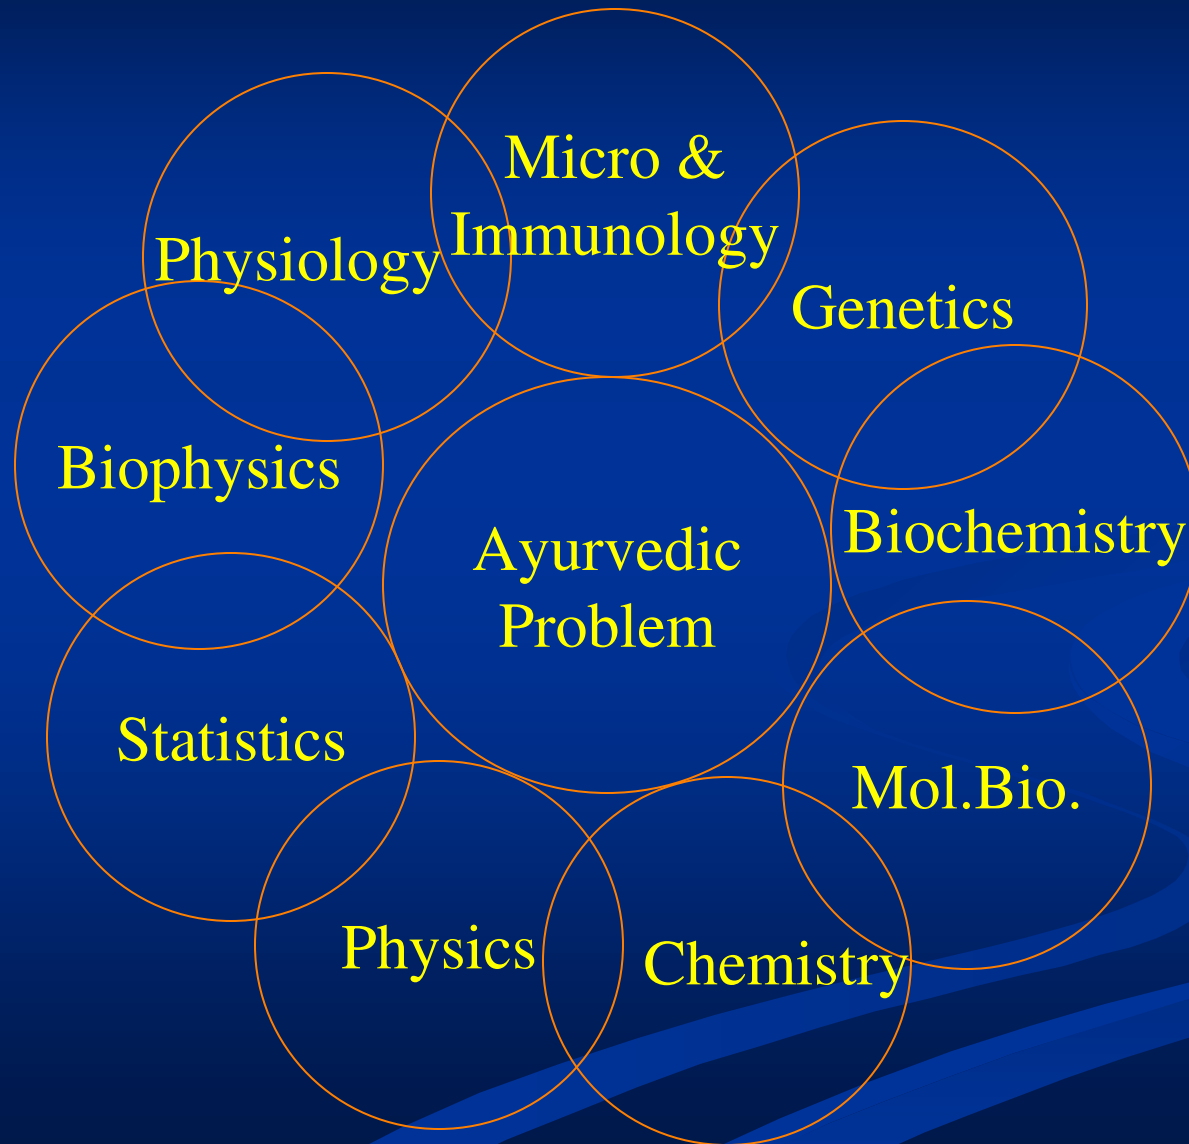 Micro &
Immunology
Physiology
Genetics
Biophysics
Biochemistry
Ayurvedic
Problem
Statistics
Mol.Bio.
Physics
Chemistry